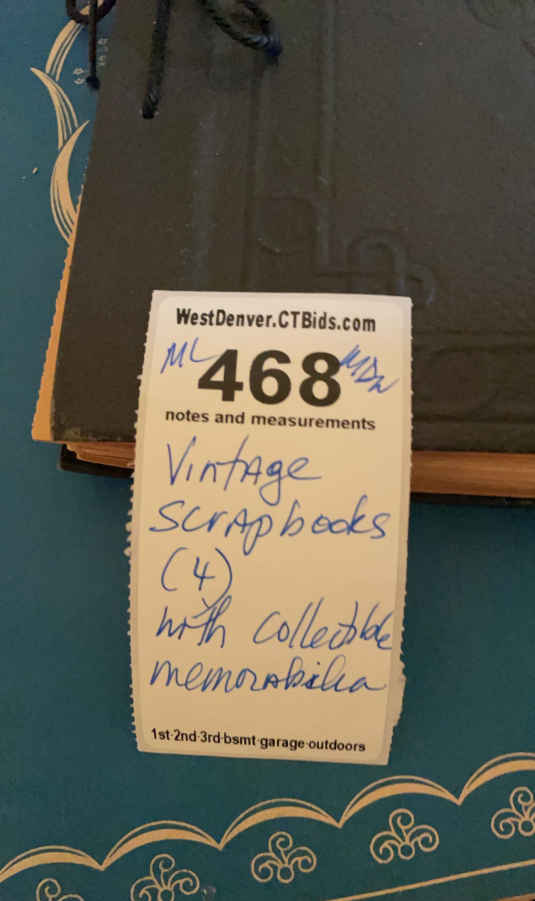 WestDenver.CTBids.com
ML 468 MDW
notes and measurements
VintAge
ScrApbooks
(4)
with collectible
memorabilia
1st·2nd·3rd·bsmt·garage·outdoors